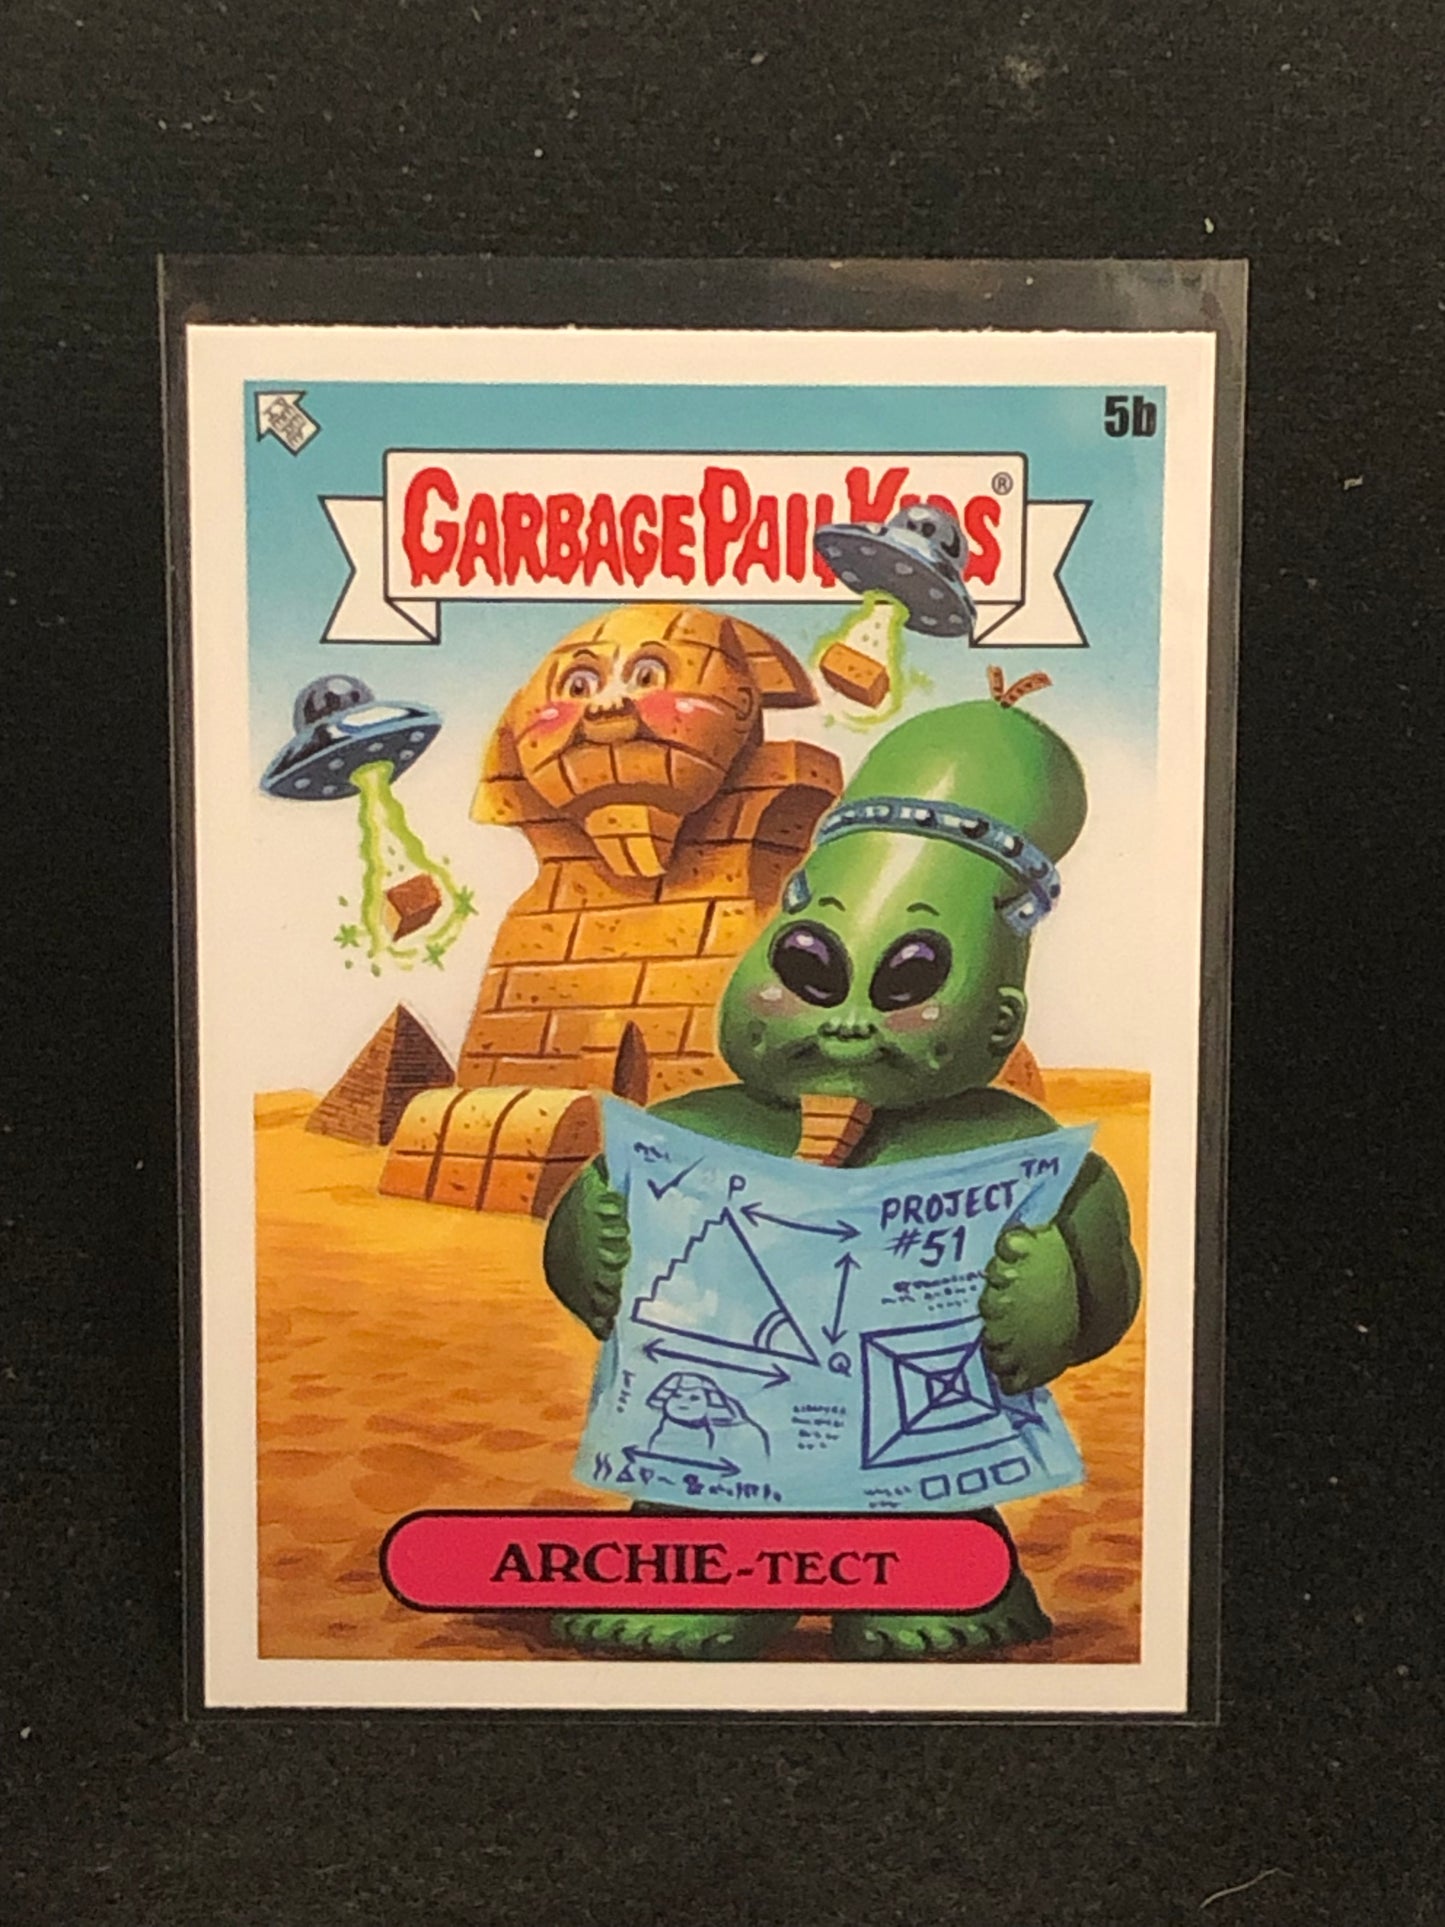 5b
GARBAGE PAIL KIDS®
P
PROJECT™
#51
Q
ARCHIE-TECT